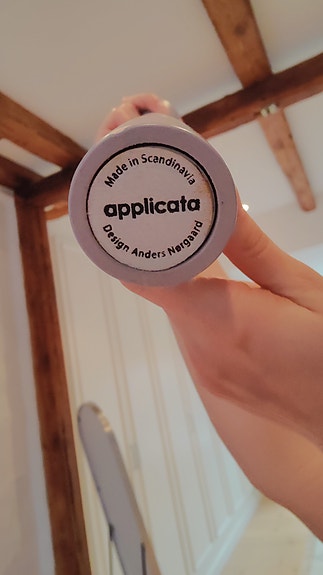 Made in Scandinavia
applicata
Design Anders Nørgaard